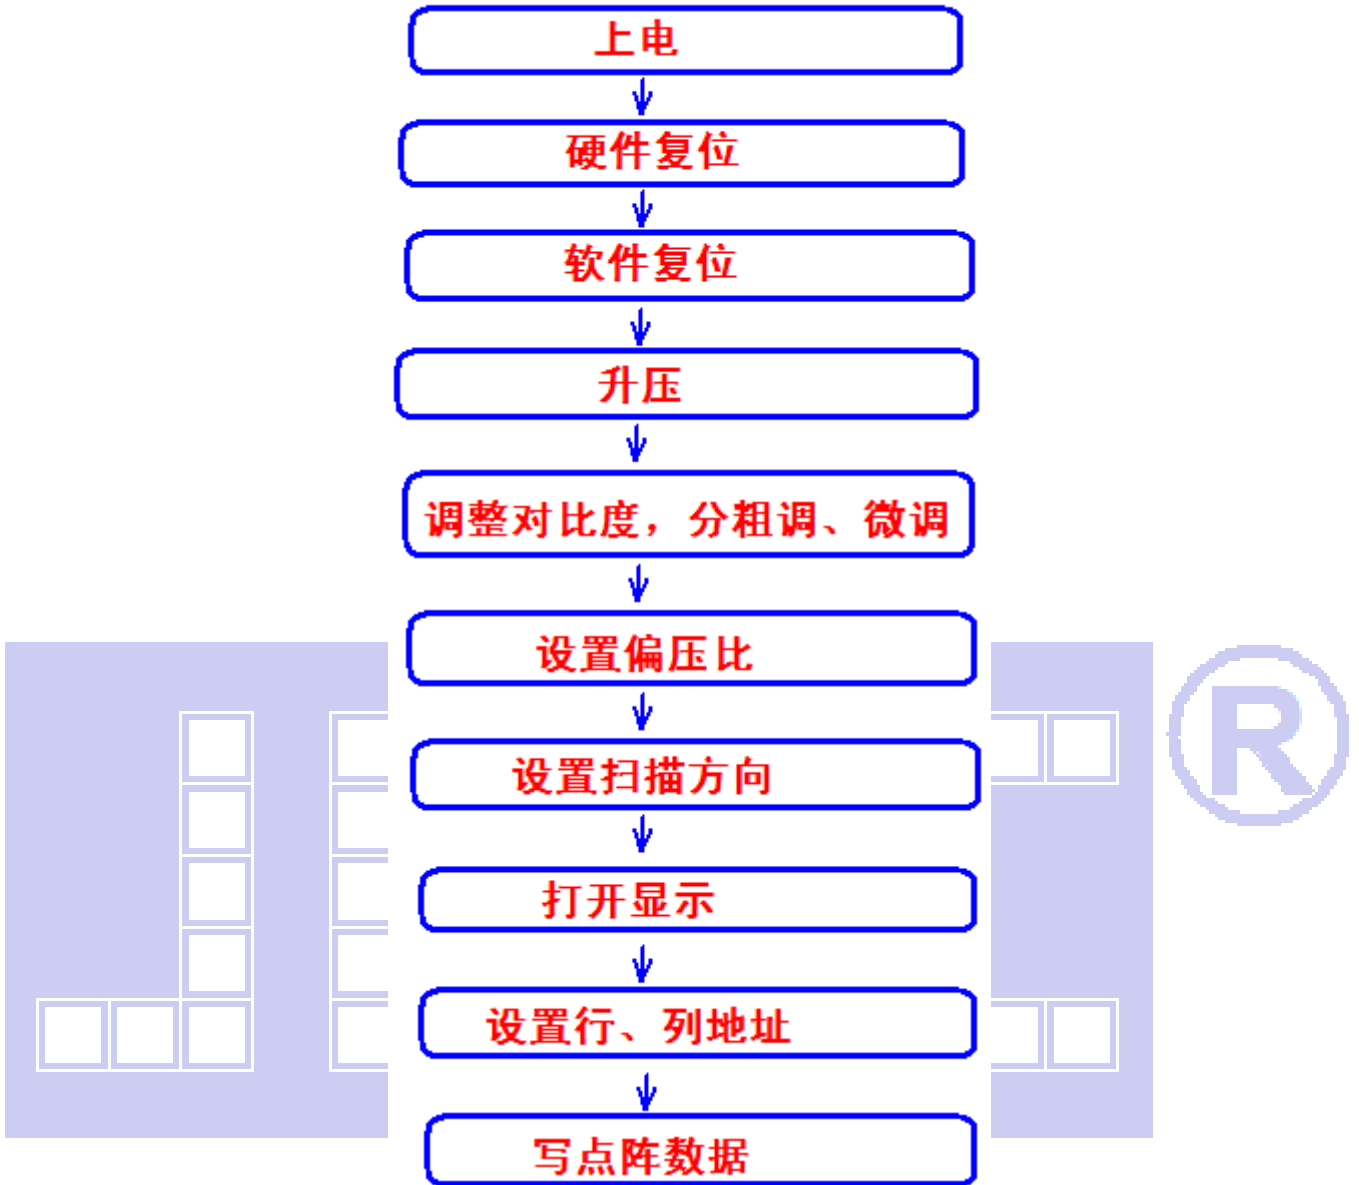 上电
硬件复位
软件复位
升压
调整对比度，分粗调、微调
设置偏压比
设置扫描方向
打开显示
设置行、列地址
写点阵数据
®